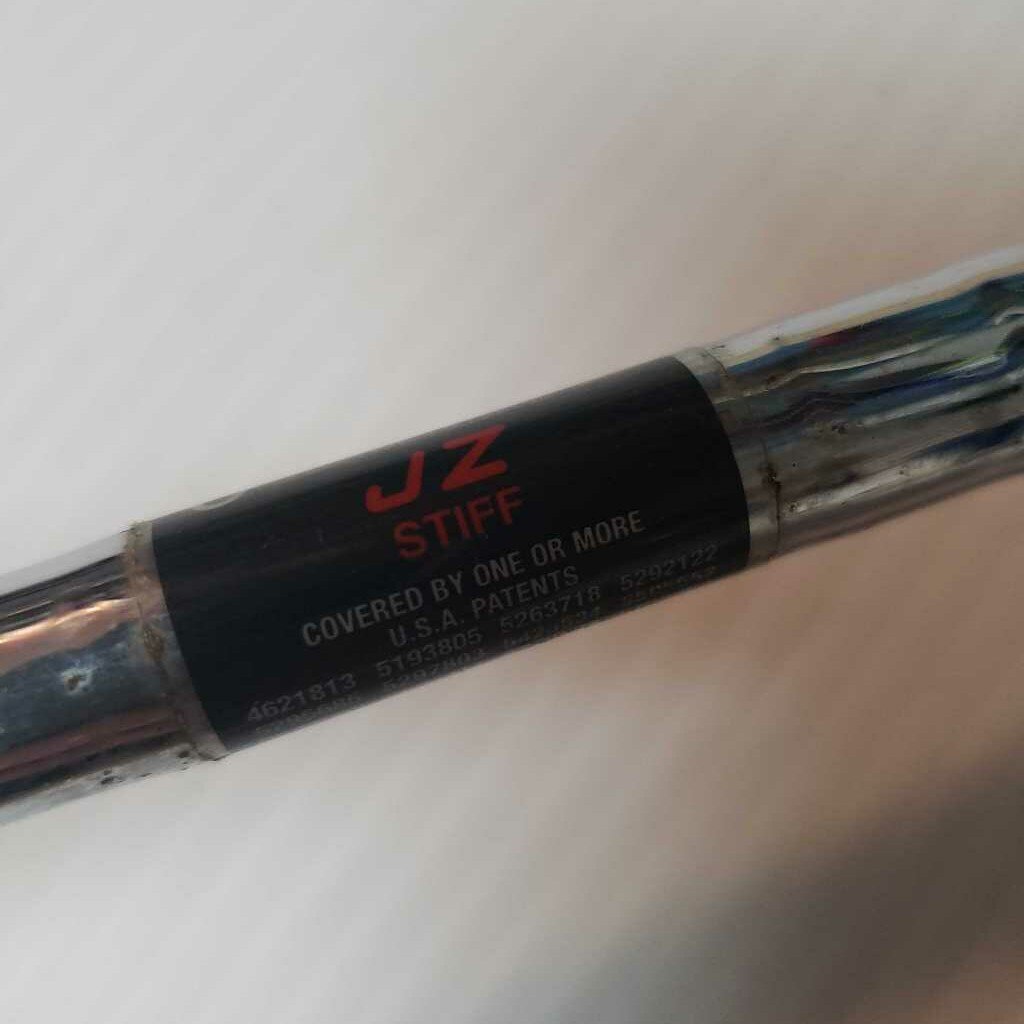 JZ
STIFF
COVERED BY ONE OR MORE
U.S.A. PATENTS
4621813 5193805 5263718 5292122